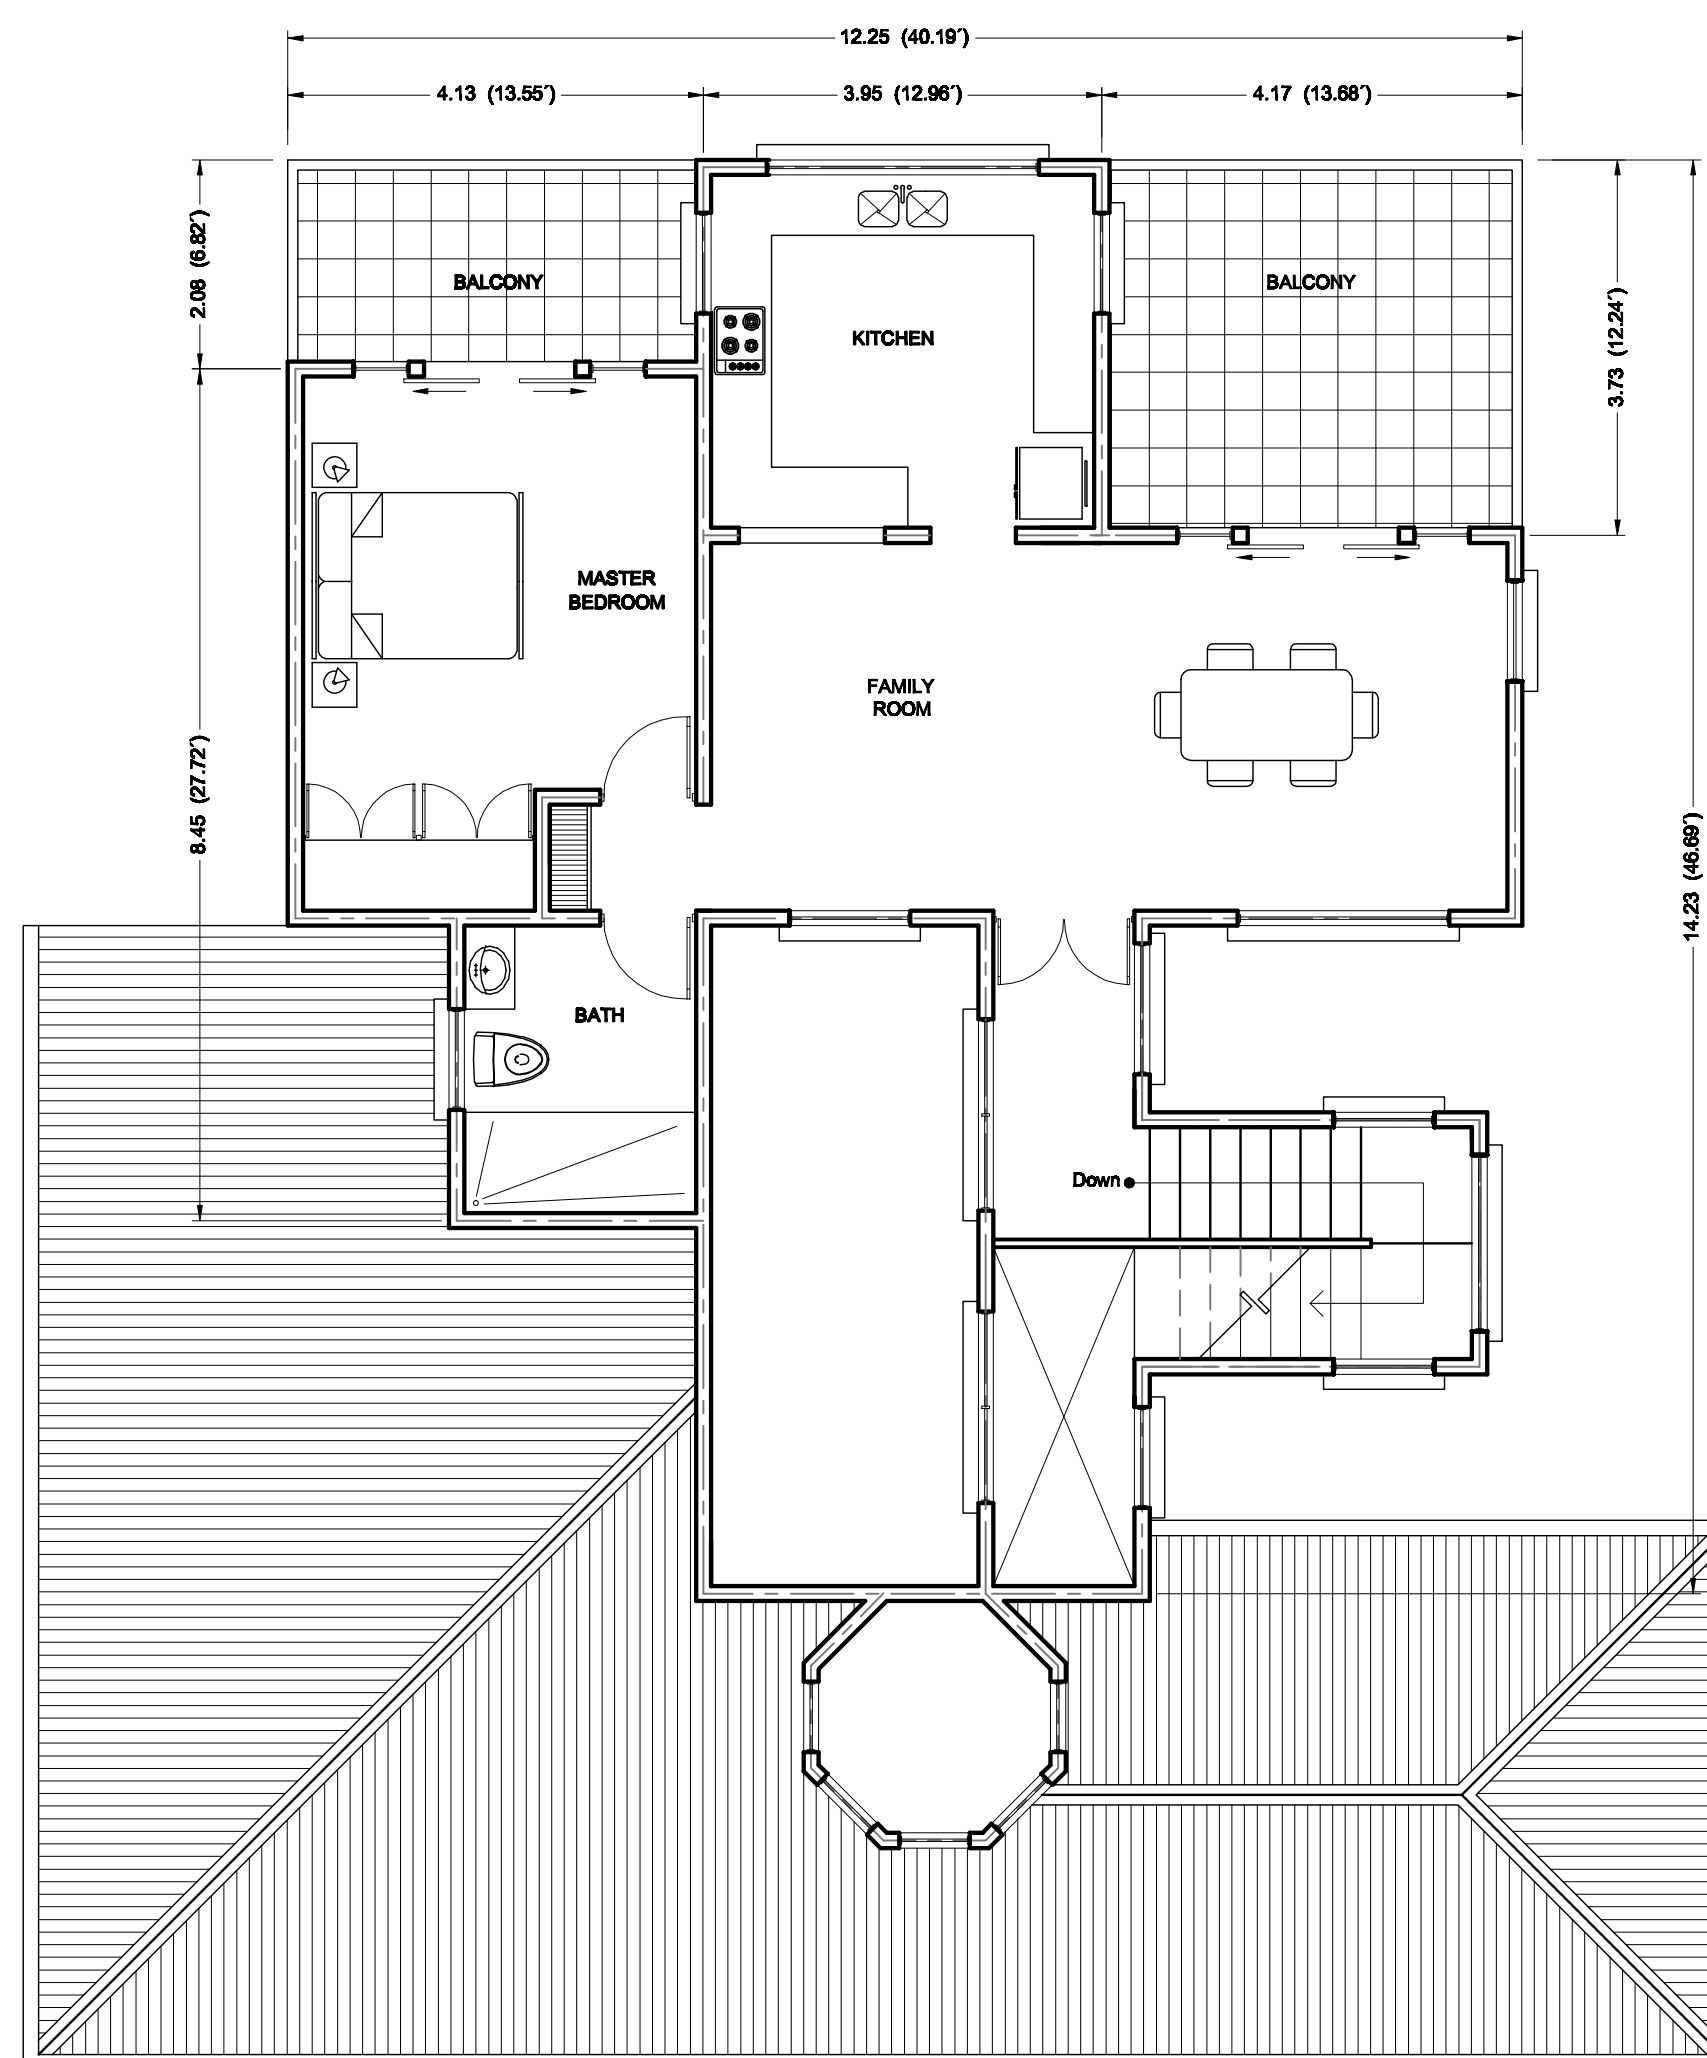 12.25 (40.19´)
4.13 (13.55´)
3.95 (12.96´)
4.17 (13.68´)
2.08 (6.82´)
BALCONY
KITCHEN
BALCONY
3.73 (12.24´)
MASTER
BEDROOM
FAMILY
ROOM
8.45 (27.72´)
14.23 (46.69´)
BATH
Down